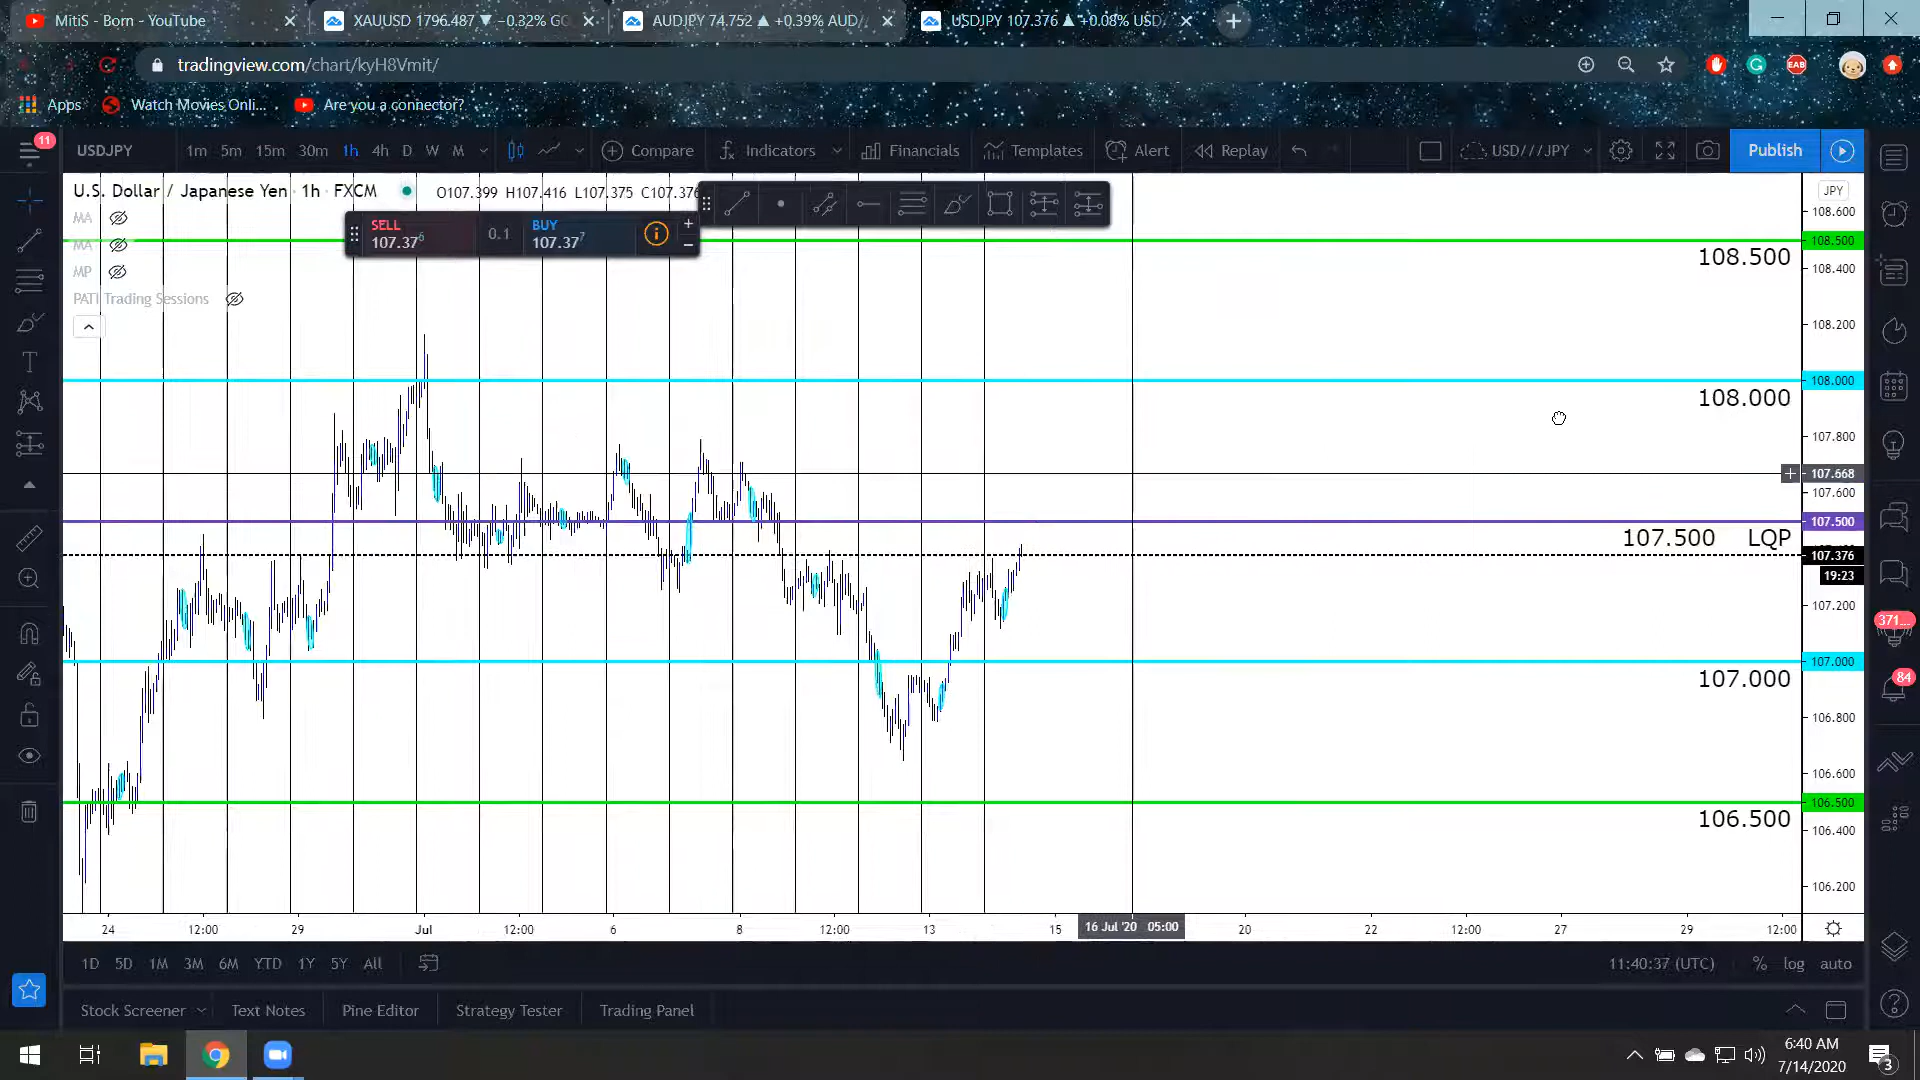 MitiS - Born - YouTube
XAUUSD 1796.487 ▼ −0.32% GO
AUDJPY 74.752 ▲ +0.39% AUD/
USDJPY 107.376 ▲ +0.08% USD
tradingview.com/chart/kyH8Vmit/
EAB
Apps
Watch Movies Onli...
Are you a connector?
11
USDJPY
1m 5m 15m 30m 1h 4h D W M
Compare
Indicators
Financials
Templates
Alert
Replay
USD///JPY
Publish
U.S. Dollar / Japanese Yen · 1h · FXCM
O107.399 H107.416 L107.375 C107.376
JPY
MA
SELL
107.376
0.1
BUY
107.377
MA
MP
PATI Trading Sessions
108.600
108.500
108.500
108.400
108.200
108.000
108.000
107.800
107.668
107.600
107.500
107.500 LQP
107.376
19:23
107.200
371...
107.000
107.000
84
106.800
106.600
106.500
106.500
106.400
106.200
24 12:00 29 Jul 12:00 6 8 12:00 13 15 16 Jul '20 05:00 20 22 12:00 27 29 12:00
1D 5D 1M 3M 6M YTD 1Y 5Y All
11:40:37 (UTC)
% log auto
Stock Screener
Text Notes
Pine Editor
Strategy Tester
Trading Panel
6:40 AM
7/14/2020
3